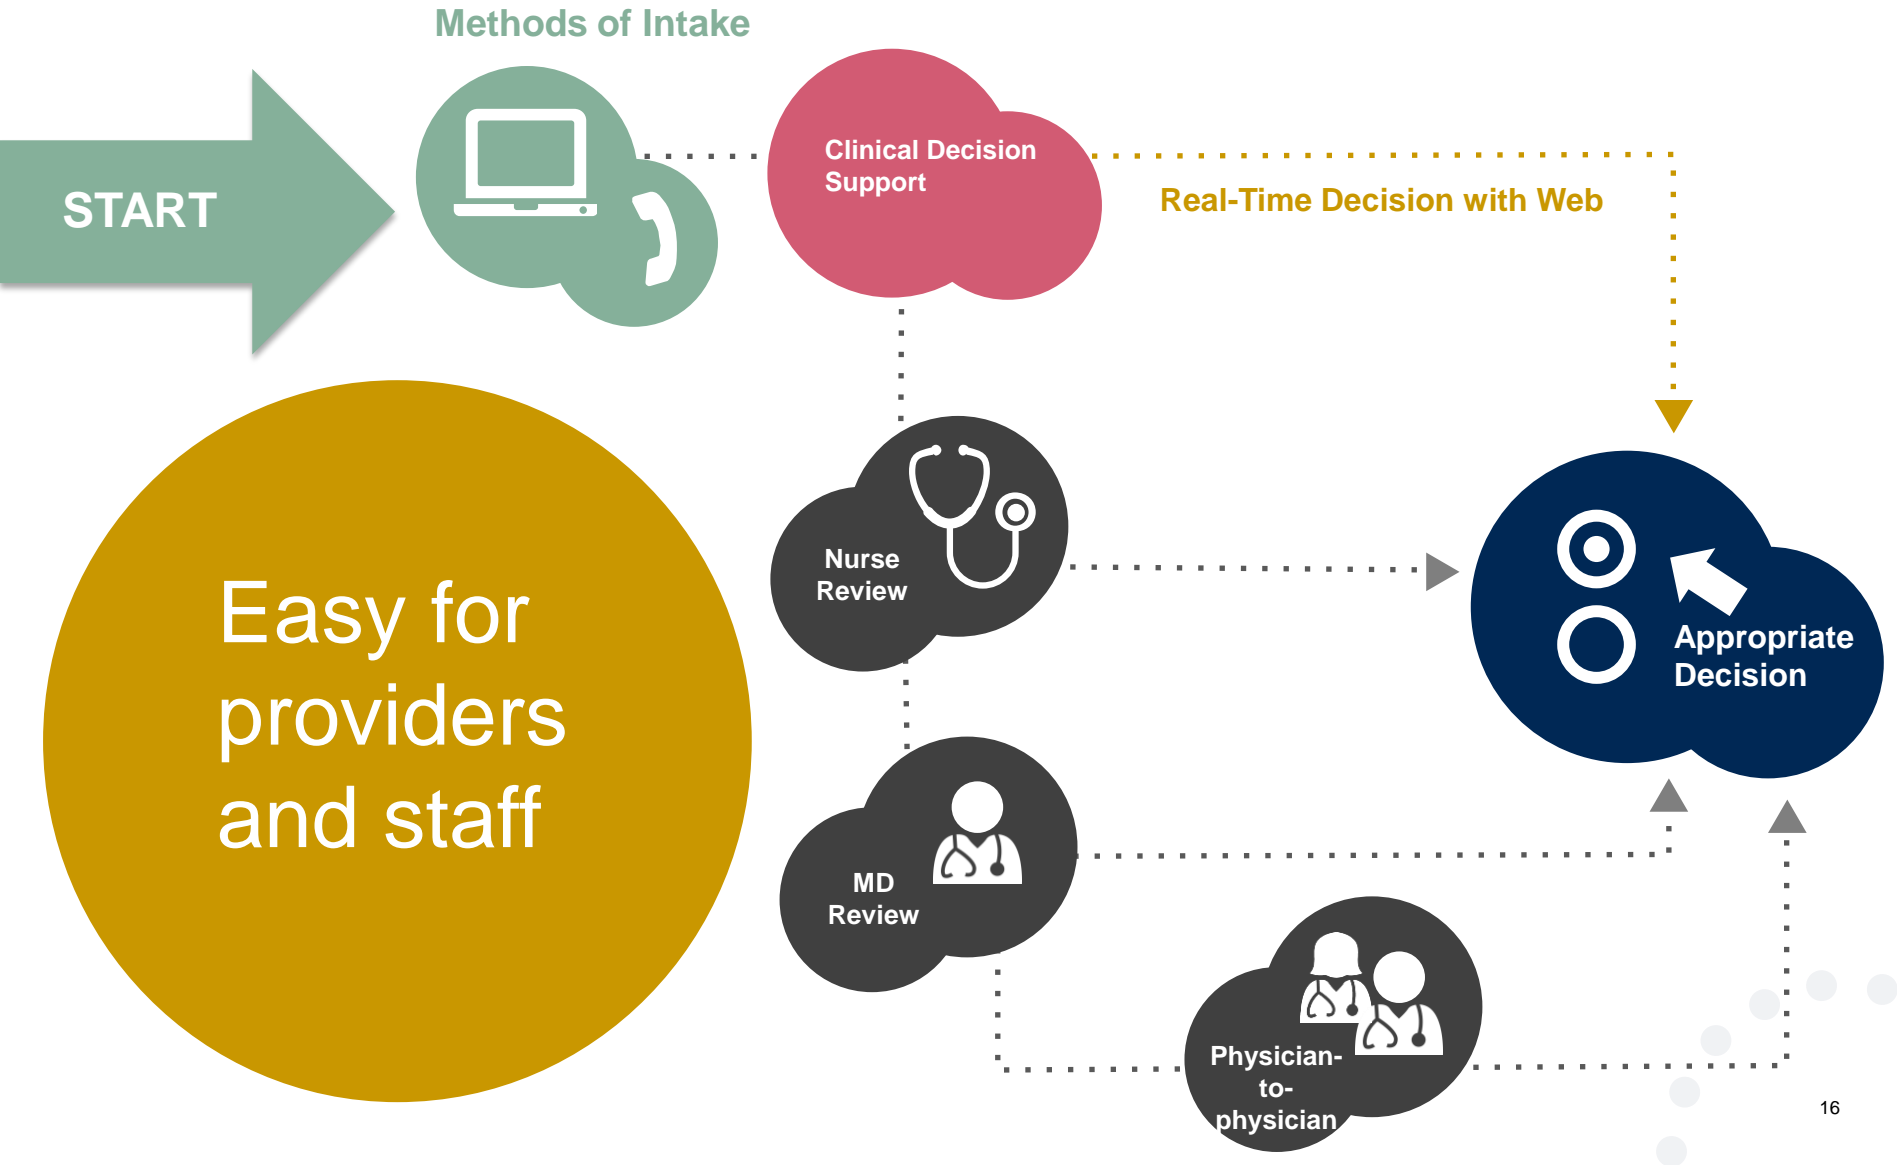 Methods of Intake
START
Clinical Decision
Support
Real-Time Decision with Web
Easy for
providers
and staff
Nurse
Review
Appropriate
Decision
MD
Review
Physician-
to-
physician
16